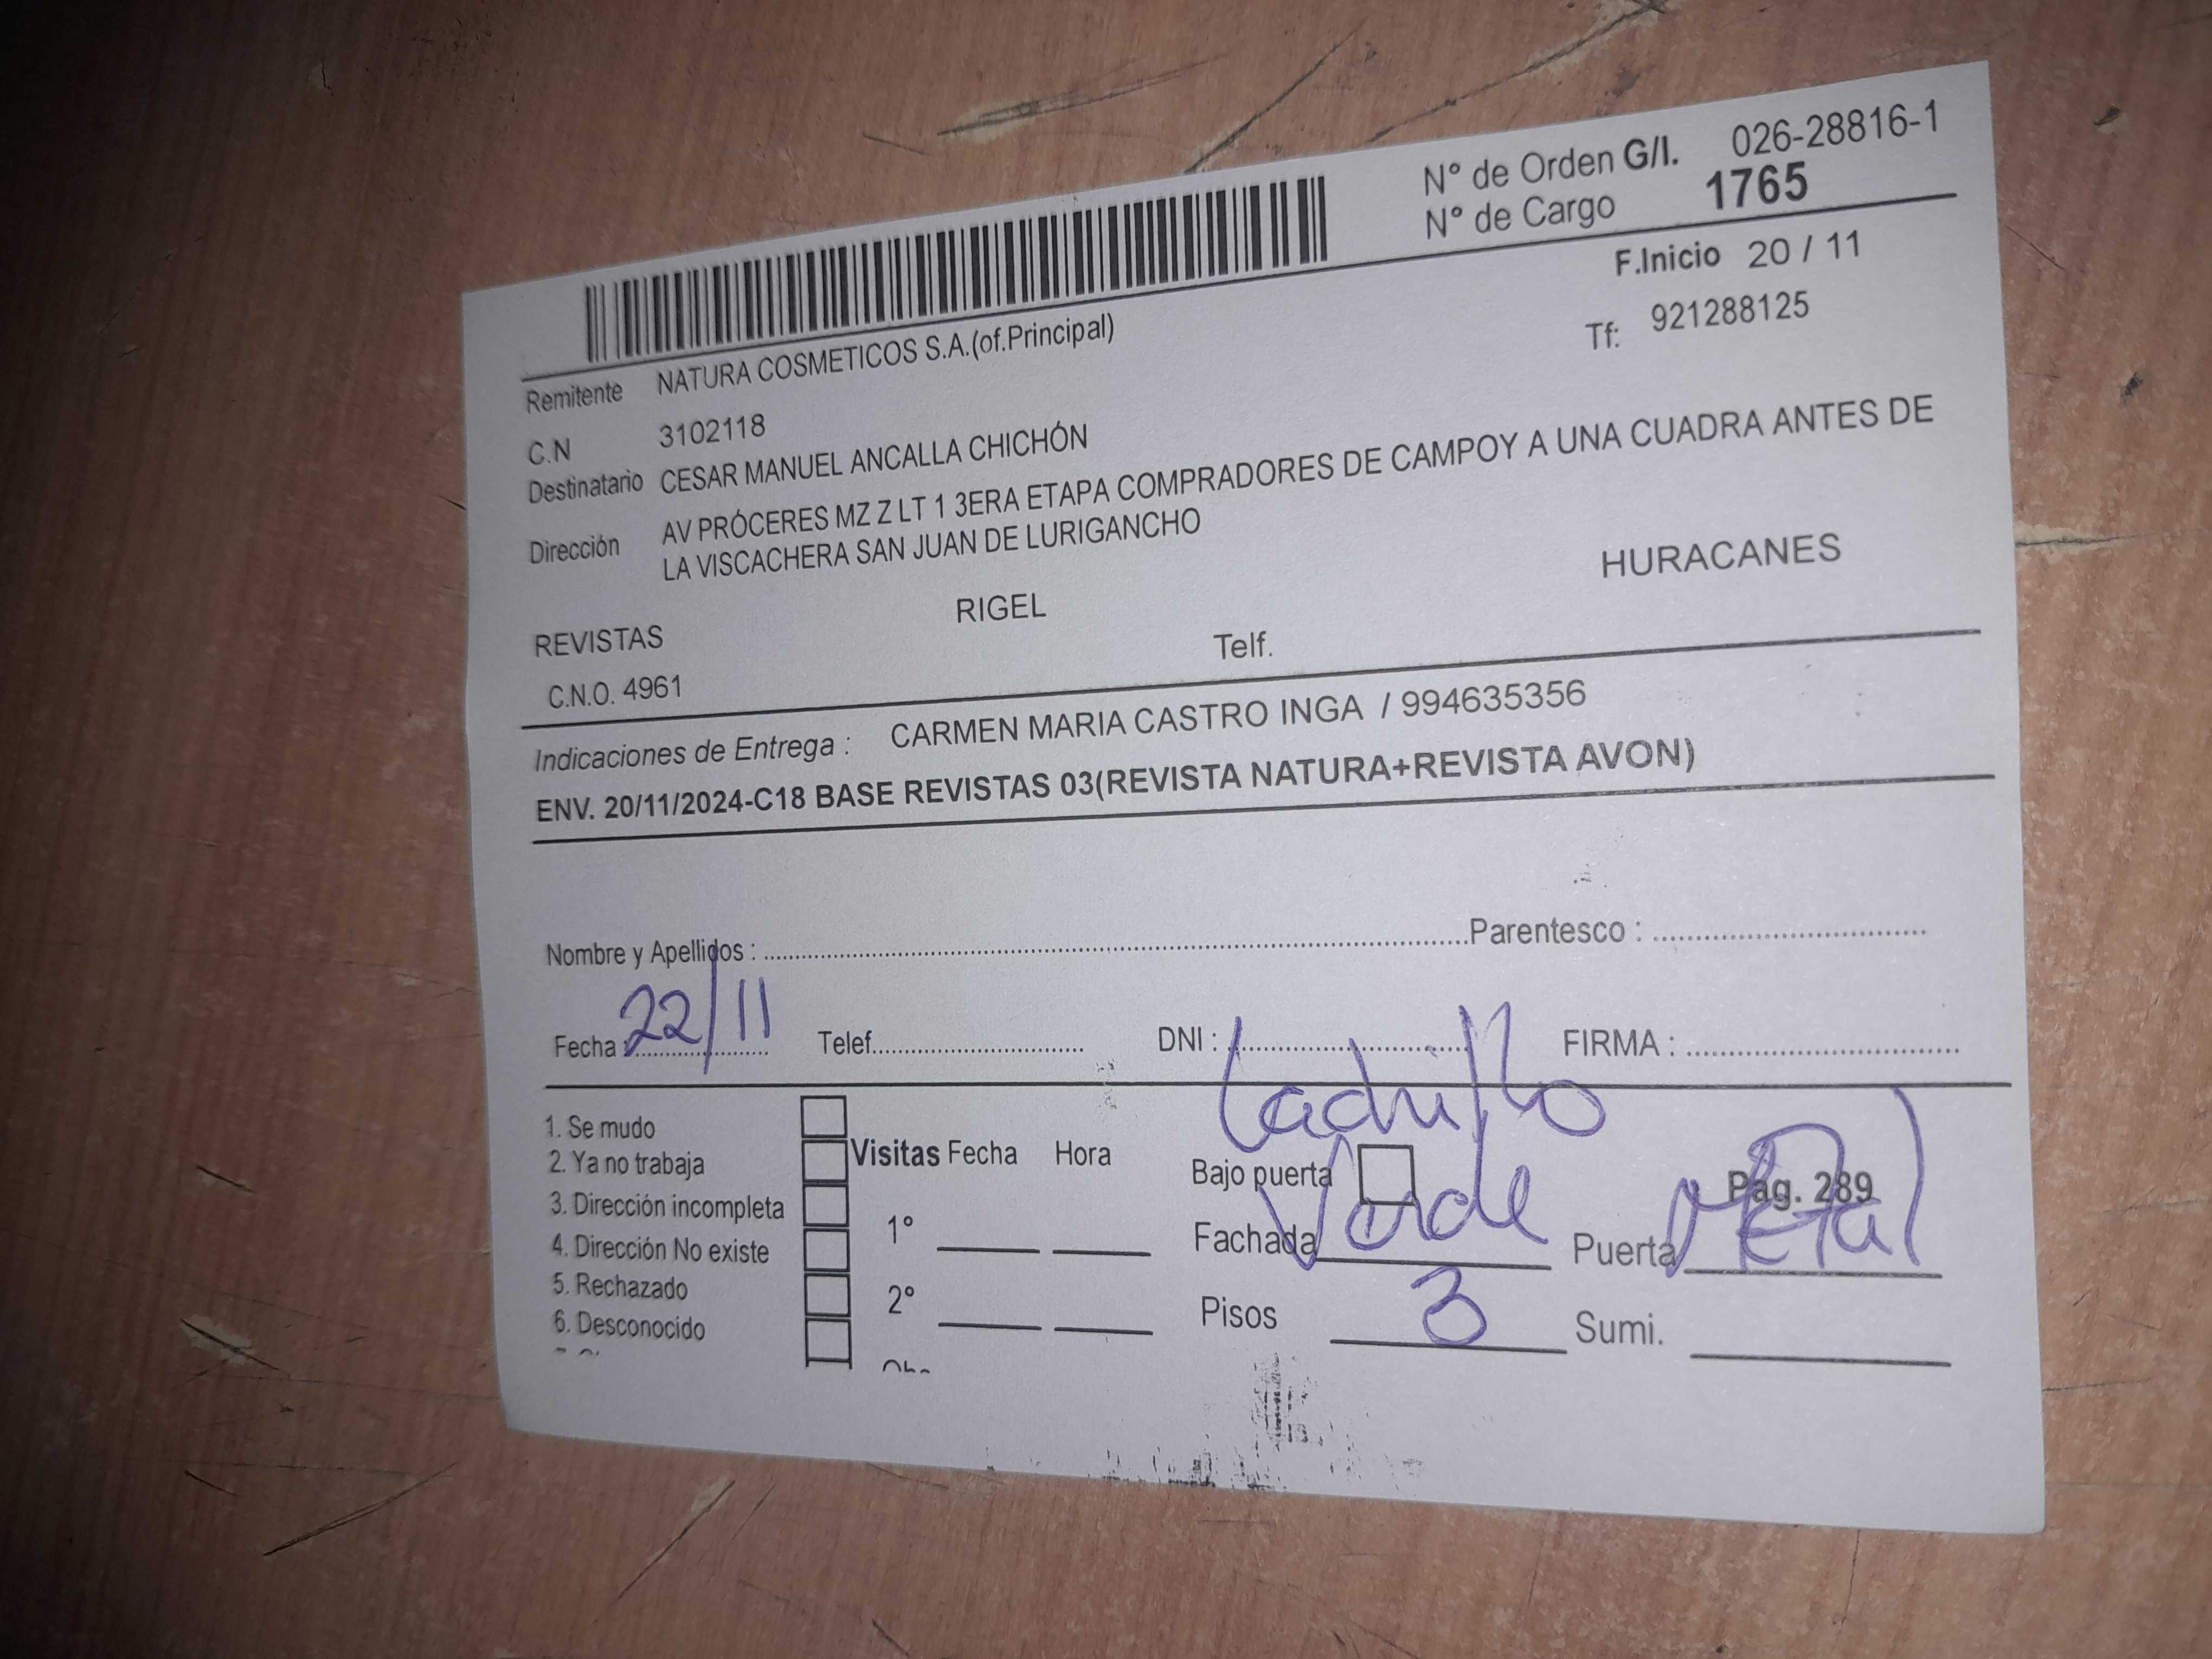 N° de Orden G/I. 026-28816-1
N° de Cargo 1765
F.Inicio 20 / 11
Remitente NATURA COSMETICOS S.A.(of.Principal)
Tf: 921288125
C.N 3102118
Destinatario CESAR MANUEL ANCALLA CHICHÓN
Dirección AV PRÓCERES MZ Z LT 1 3ERA ETAPA COMPRADORES DE CAMPOY A UNA CUADRA ANTES DE
LA VISCACHERA SAN JUAN DE LURIGANCHO
REVISTAS RIGEL HURACANES
C.N.O. 4961 Telf.
Indicaciones de Entrega : CARMEN MARIA CASTRO INGA / 994635356
ENV. 20/11/2024-C18 BASE REVISTAS 03(REVISTA NATURA+REVISTA AVON)
Nombre y Apellidos : Parentesco :
Fecha : 22/11 Telef. DNI : FIRMA :
Ladrillo
1. Se mudo
2. Ya no trabaja Visitas Fecha Hora Bajo puerta Pag. 289
3. Dirección incompleta
4. Dirección No existe 1° Fachada Verde Puerta Metal
5. Rechazado
6. Desconocido 2° Pisos 3 Sumi.